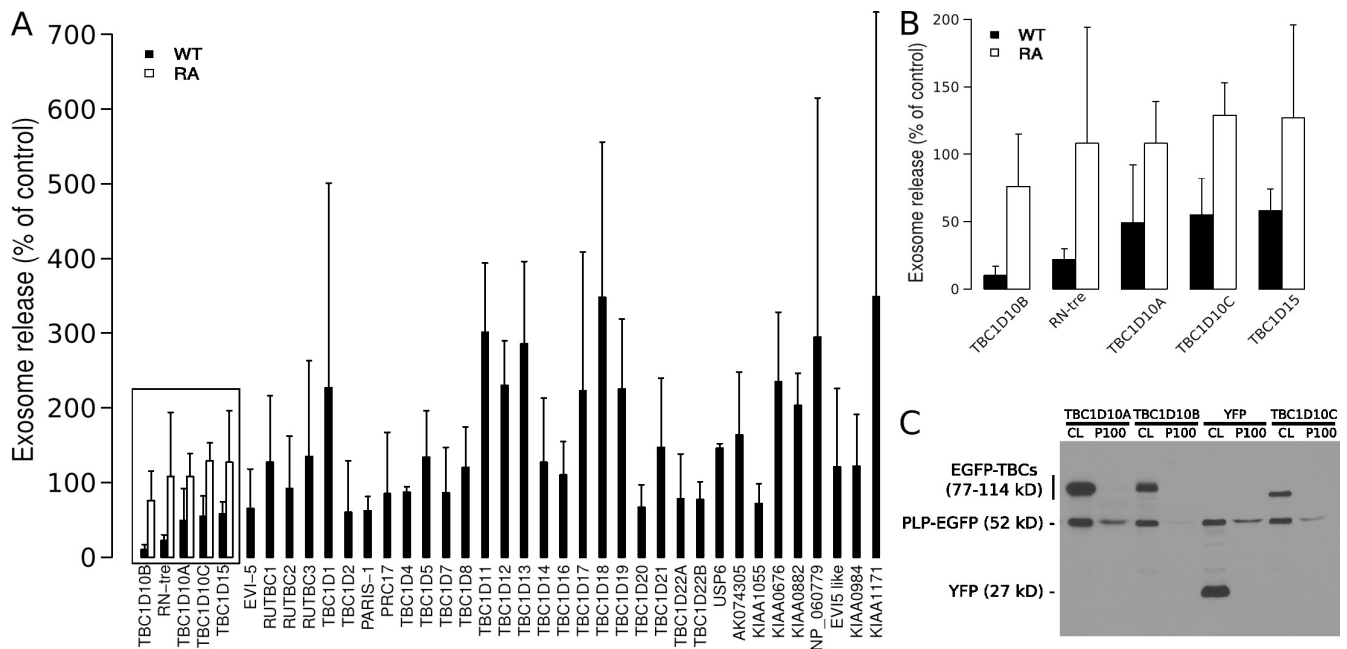 A
Exosome release (% of control)
700
600
500
400
300
200
100
0
WT
RA
TBC1D10B
RN-tre
TBC1D10A
TBC1D10C
TBC1D15
EVI-5
RUTBC1
RUTBC2
RUTBC3
TBC1D1
TBC1D2
PARIS-1
PRC17
TBC1D4
TBC1D5
TBC1D7
TBC1D8
TBC1D11
TBC1D12
TBC1D13
TBC1D14
TBC1D16
TBC1D17
TBC1D18
TBC1D19
TBC1D20
TBC1D21
TBC1D22A
TBC1D22B
USP6
AK074305
KIAA1055
KIAA0676
KIAA0882
NP_060779
EVI5 like
KIAA0984
KIAA1171
B
Exosome release (% of control)
200
150
100
50
0
WT
RA
TBC1D10B
RN-tre
TBC1D10A
TBC1D10C
TBC1D15
C
TBC1D10A TBC1D10B YFP TBC1D10C
CL P100 CL P100 CL P100 CL P100
EGFP-TBCs
(77-114 kD)
PLP-EGFP (52 kD) -
YFP (27 kD) -